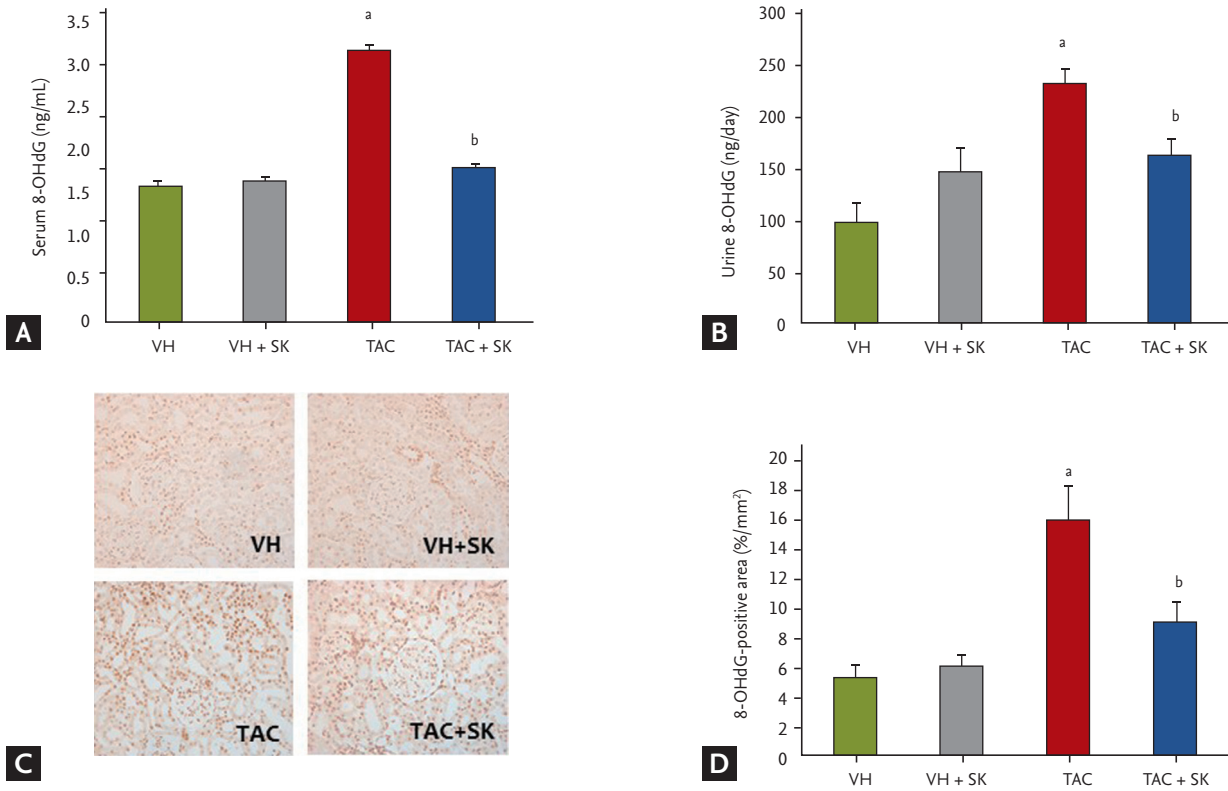 Serum 8-OHdG (ng/mL)
3.5
3.0
2.5
2.0
1.5
1.0
0.5
0
a
b
VH
VH + SK
TAC
TAC + SK
A
Urine 8-OHdG (ng/day)
300
250
200
150
100
50
0
a
b
VH
VH + SK
TAC
TAC + SK
B
VH
VH+SK
TAC
TAC+SK
C
8-OHdG-positive area (%/mm²)
20
18
16
14
12
10
8
6
4
2
0
a
b
VH
VH + SK
TAC
TAC + SK
D